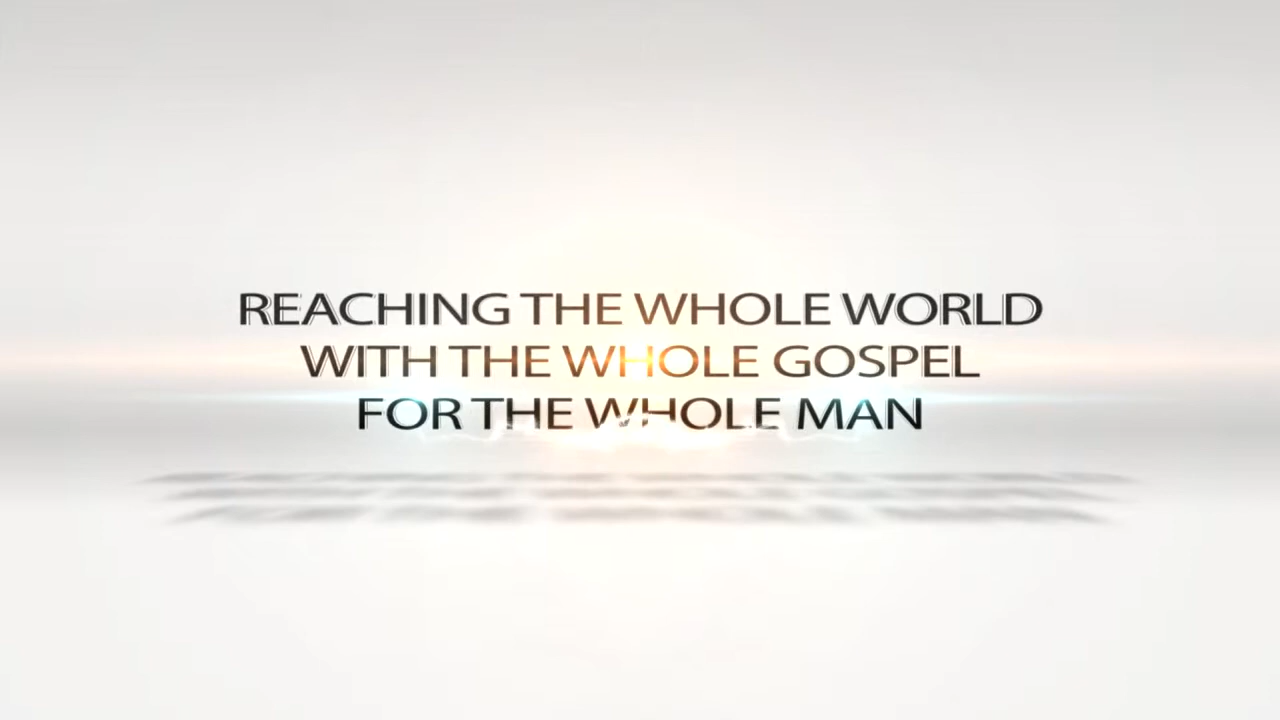 REACHING THE WHOLE WORLD
WITH THE WHOLE GOSPEL
FOR THE WHOLE MAN